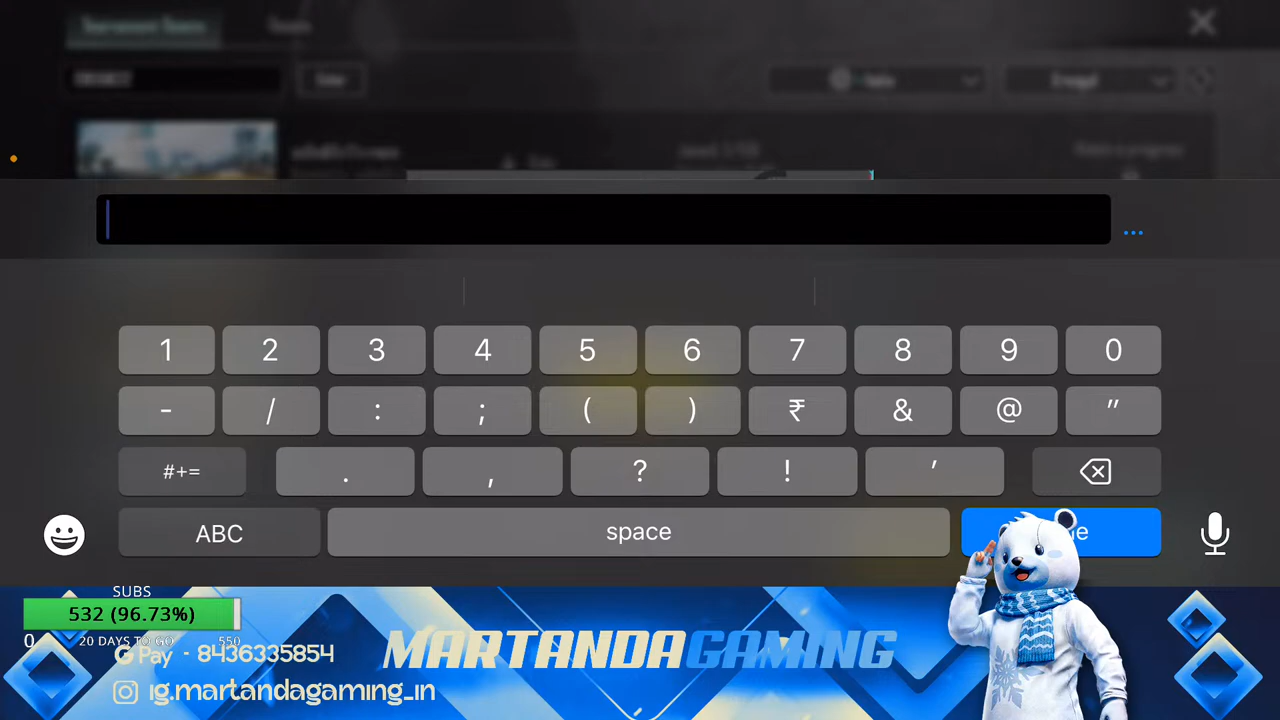 1 2 3 4 5 6 7 8 9 0
- / : ; ( ) ₹ & @ ”
#+= . , ? ! ’
ABC space
SUBS
532 (96.73%)
0 20 DAYS TO GO 550
G Pay - 8436335854
MARTANDAGAMING
ig.martandagaming_in